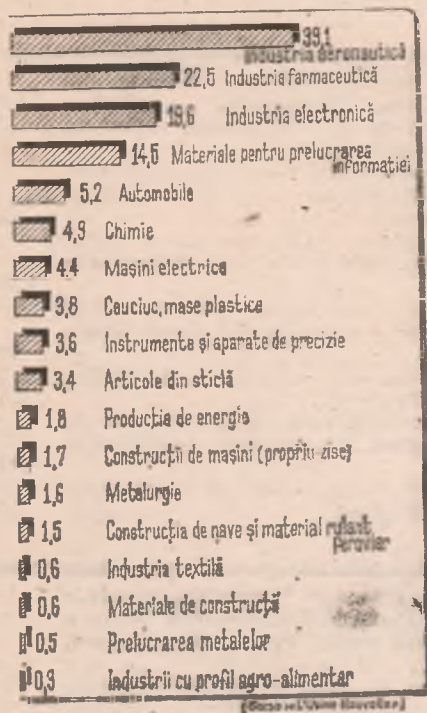 39,1
Industria aeronautică
22,5 Industria farmaceutică
19,6 Industria electronică
14,5 Materiale pentru prelucrarea
informației
5,2 Automobile
4,9 Chimie
4.4 Mașini electrice
3,8 Cauciuc, mase plastice
3,6 Instrumente și aparate de precizie
3,4 Articole din sticlă
1,8 Producția de energie
1,7 Construcții de mașini (propriu-zise)
1,6 Metalurgie
1,5 Construcția de nave și material rulant
feroviar
0,6 Industria textilă
0,6 Materiale de construcții
0,5 Prelucrarea metalelor
0,3 Industrii cu profil agro-alimentar